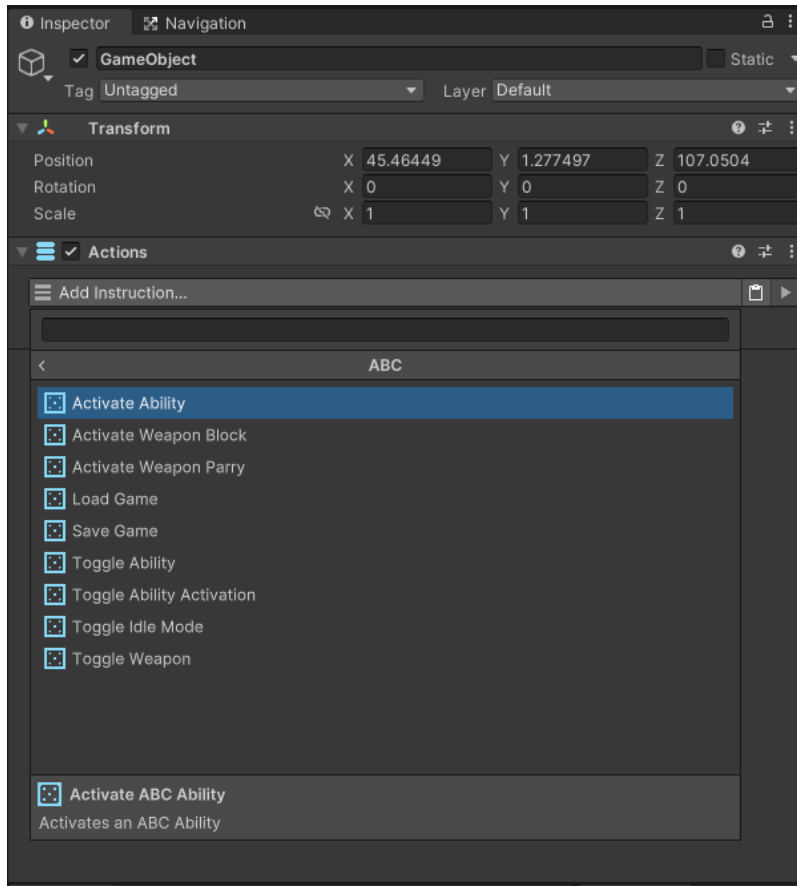 Inspector Navigation
GameObject Static
Tag Untagged Layer Default
Transform
Position X 45.46449 Y 1.277497 Z 107.0504
Rotation X 0 Y 0 Z 0
Scale X 1 Y 1 Z 1
Actions
Add Instruction...
ABC
Activate Ability
Activate Weapon Block
Activate Weapon Parry
Load Game
Save Game
Toggle Ability
Toggle Ability Activation
Toggle Idle Mode
Toggle Weapon
Activate ABC Ability
Activates an ABC Ability